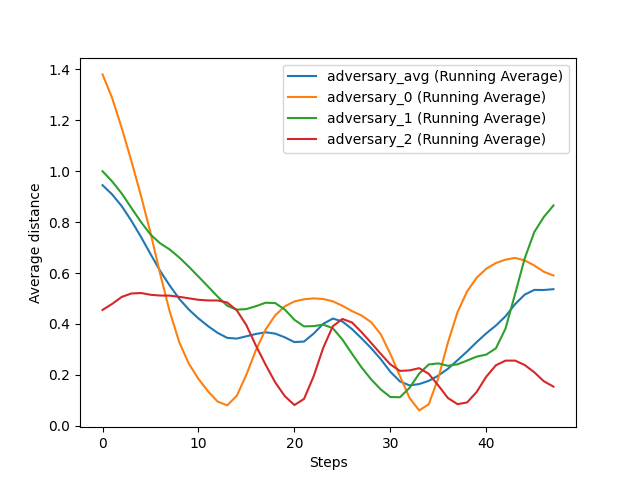 adversary_avg (Running Average)
adversary_0 (Running Average)
adversary_1 (Running Average)
adversary_2 (Running Average)
Average distance
1.4
1.2
1.0
0.8
0.6
0.4
0.2
0.0
0 10 20 30 40
Steps